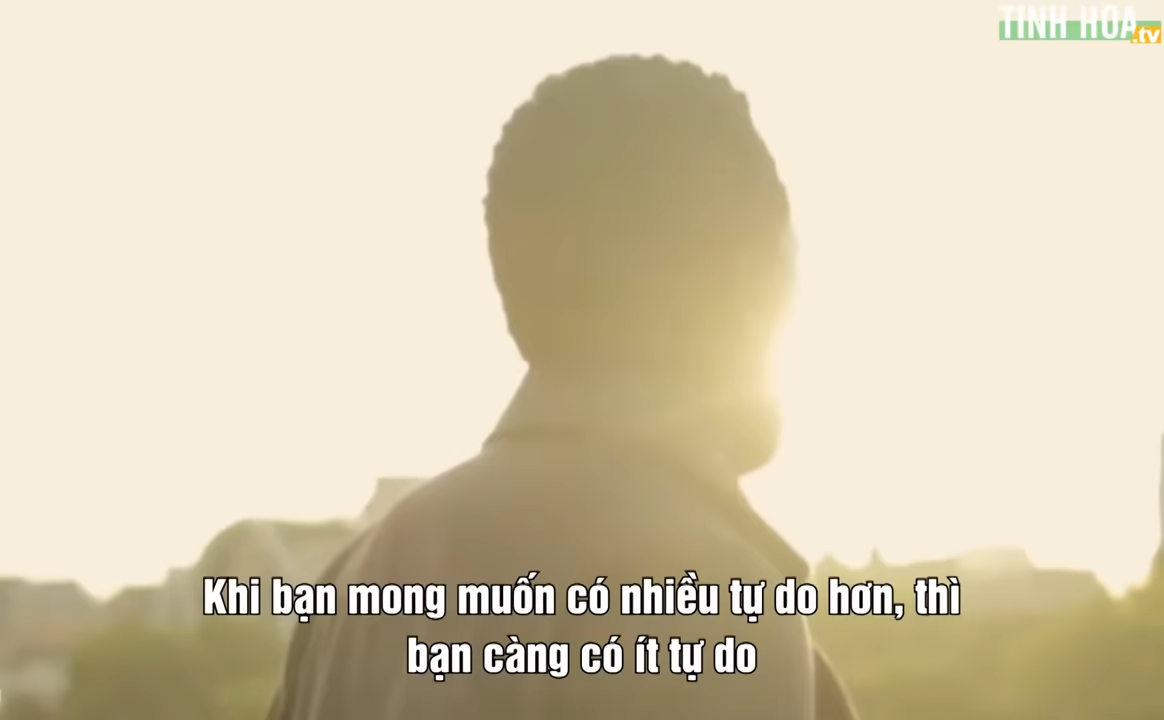 TINH HOA
.tv
Khi bạn mong muốn có nhiều tự do hơn, thì
bạn càng có ít tự do